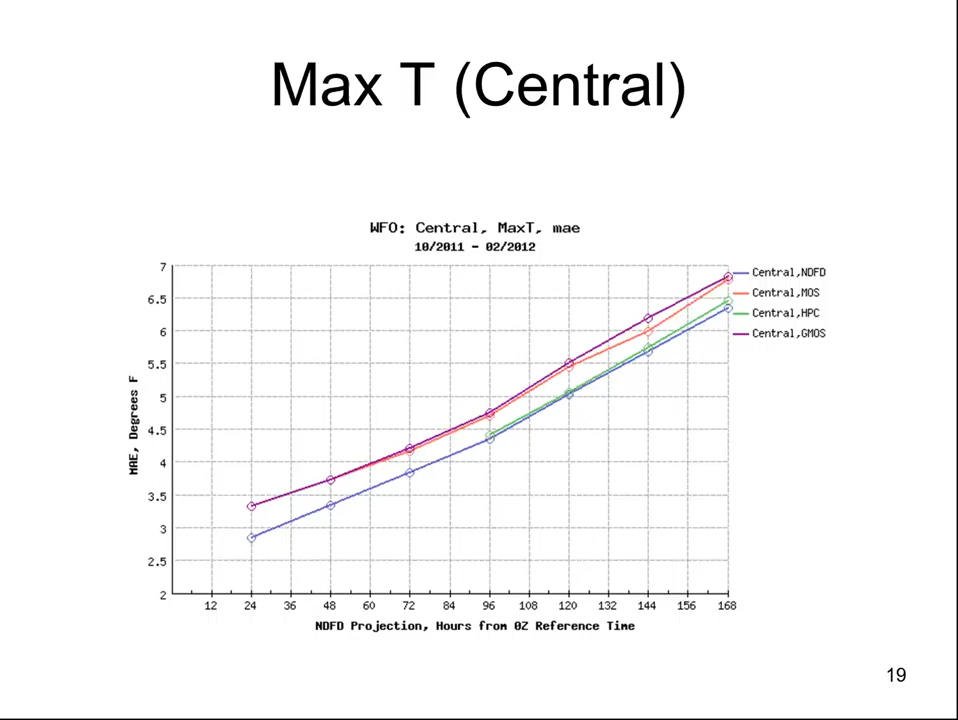 Max T (Central)
WFO: Central, MaxT, mae
10/2011 - 02/2012
7
6.5
6
5.5
5
4.5
4
3.5
3
2.5
2
MAE, Degrees F
12 24 36 48 60 72 84 96 108 120 132 144 156 168
NDFD Projection, Hours from 0Z Reference Time
Central,NDFD
Central,MOS
Central,HPC
Central,GMOS
19